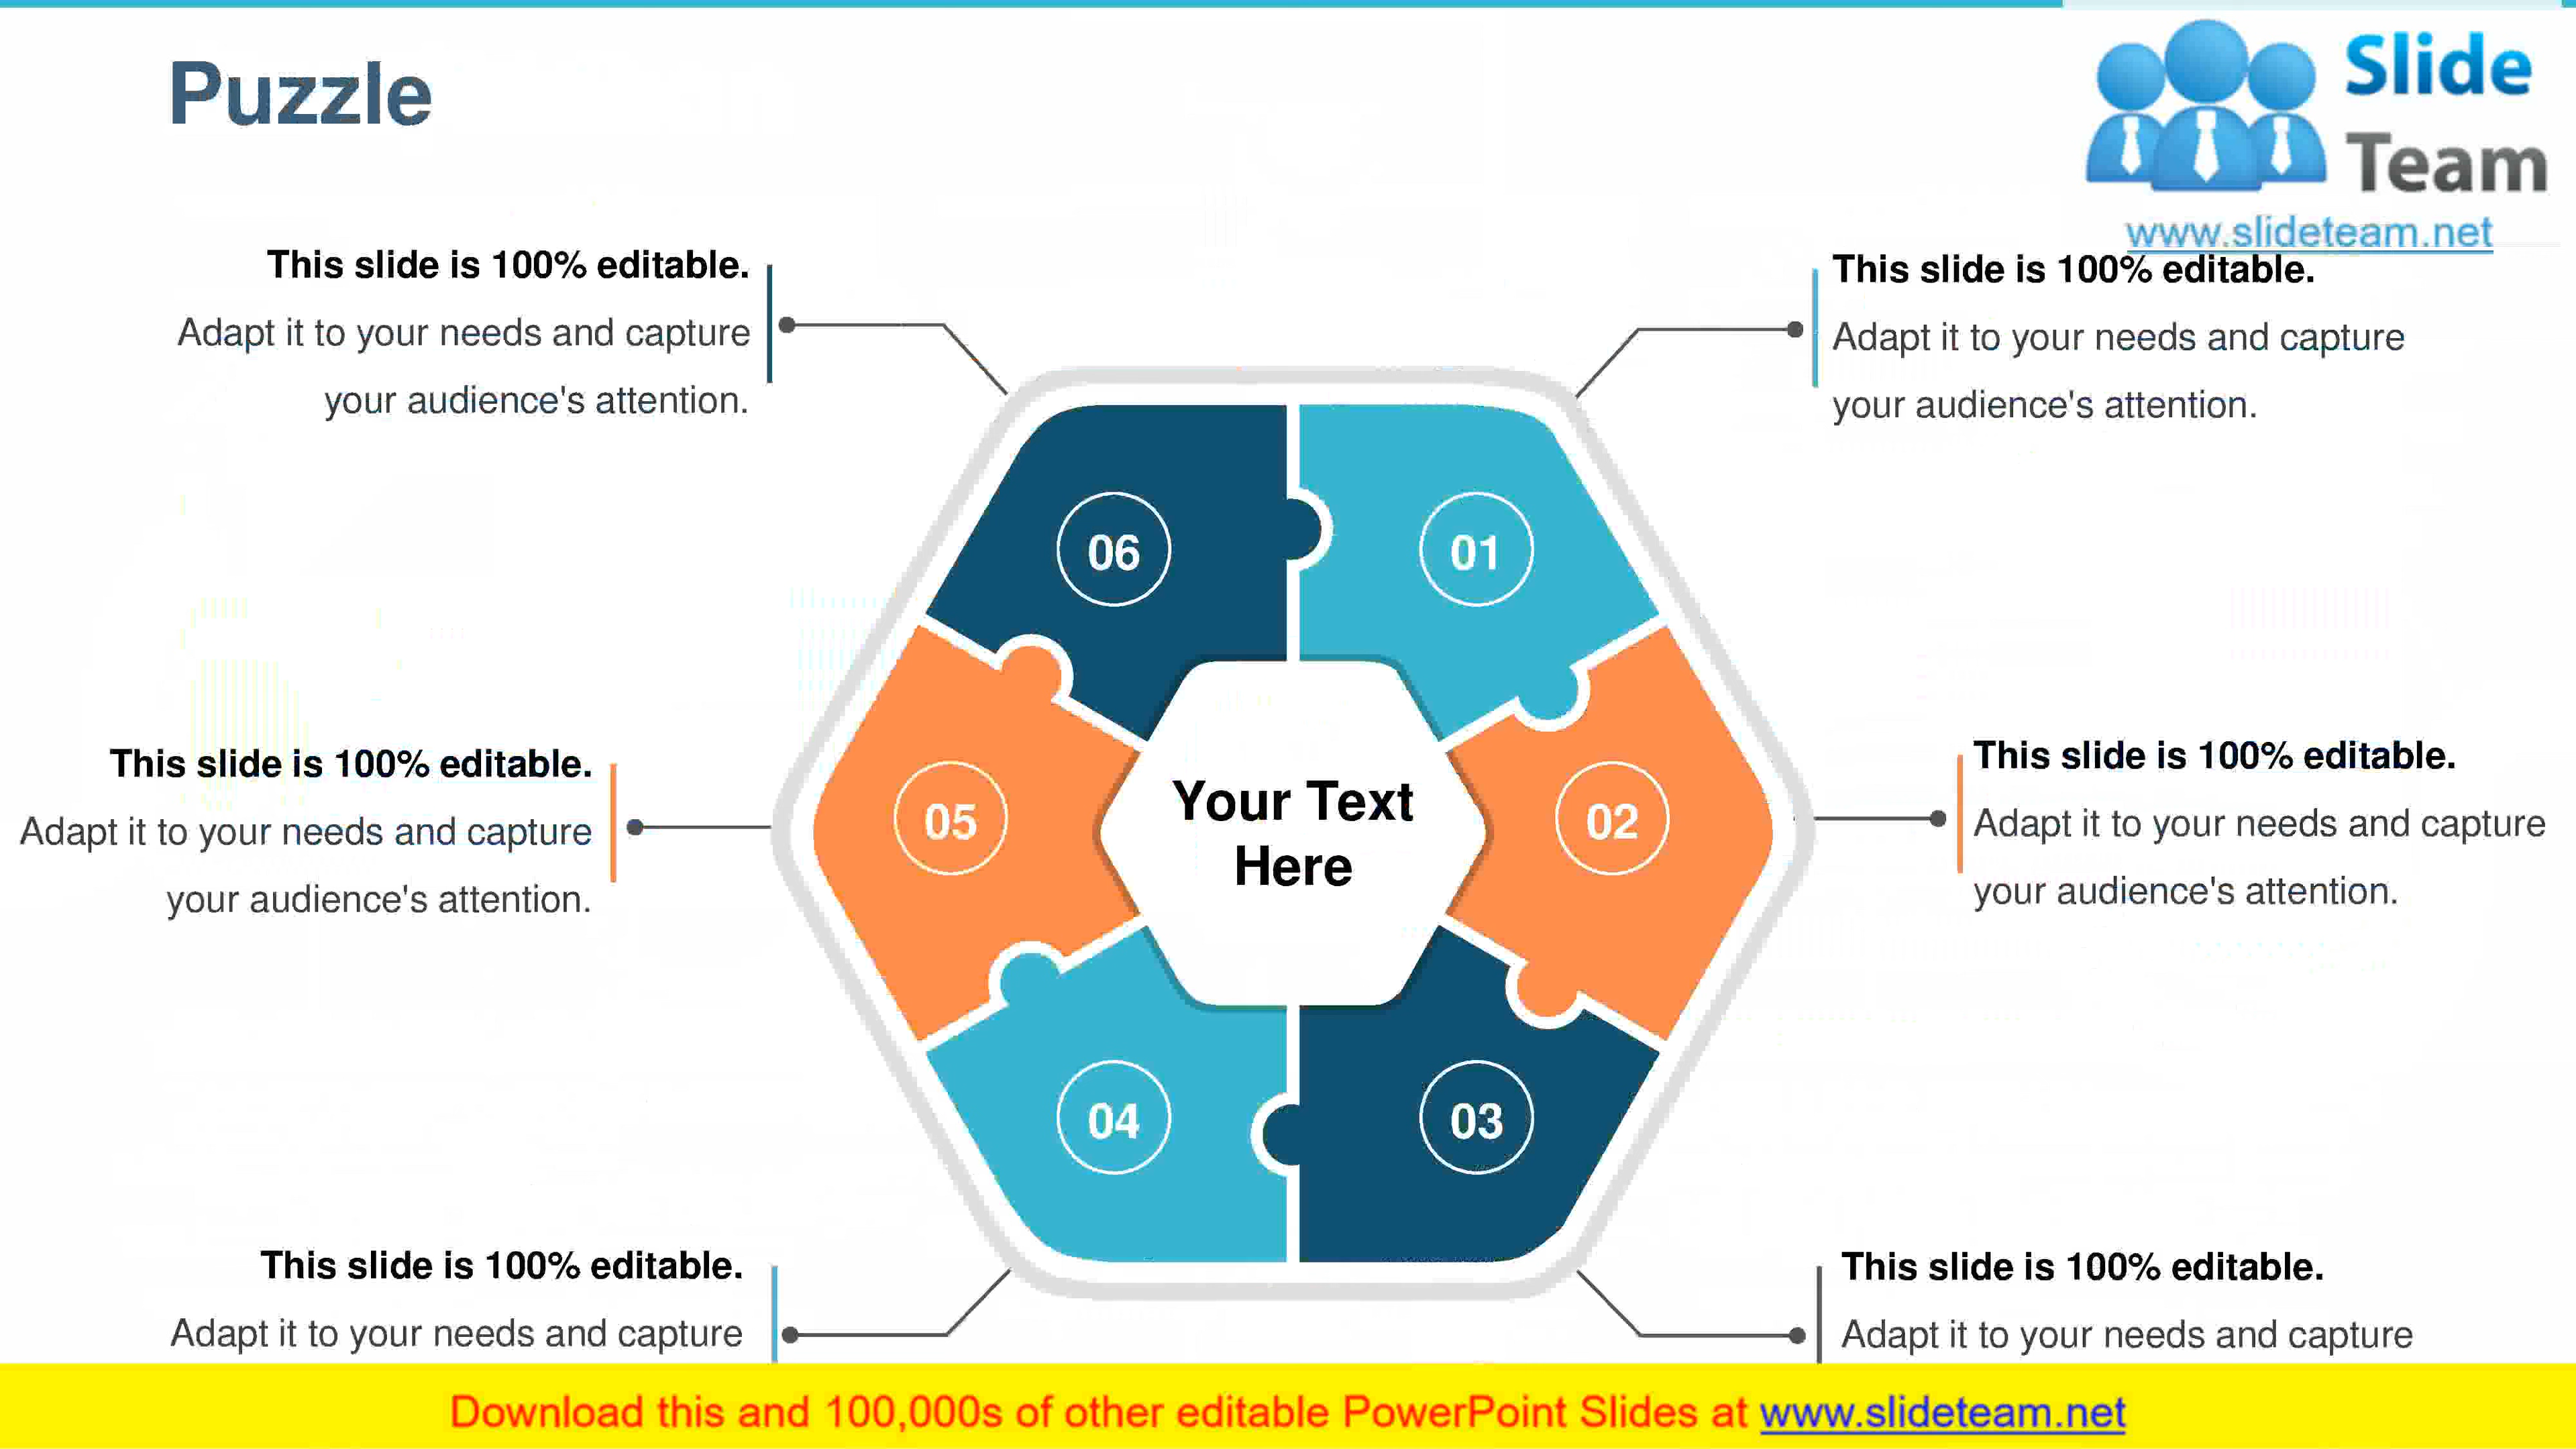 Puzzle
Slide
Team
www.slideteam.net
This slide is 100% editable.
Adapt it to your needs and capture
your audience's attention.
This slide is 100% editable.
Adapt it to your needs and capture
your audience's attention.
06
01
This slide is 100% editable.
Adapt it to your needs and capture
your audience's attention.
05
Your Text
Here
02
This slide is 100% editable.
Adapt it to your needs and capture
your audience's attention.
04
03
This slide is 100% editable.
Adapt it to your needs and capture
This slide is 100% editable.
Adapt it to your needs and capture
Download this and 100,000s of other editable PowerPoint Slides at www.slideteam.net